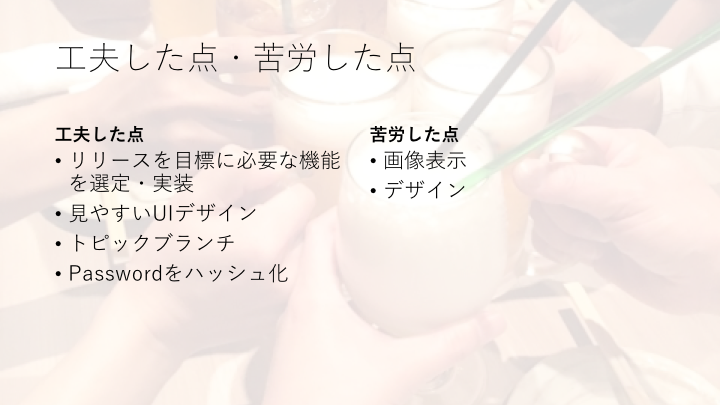 工夫した点・苦労した点
工夫した点
• リリースを目標に必要な機能
を選定・実装
• 見やすいUIデザイン
• トピックブランチ
• Passwordをハッシュ化
苦労した点
• 画像表示
• デザイン